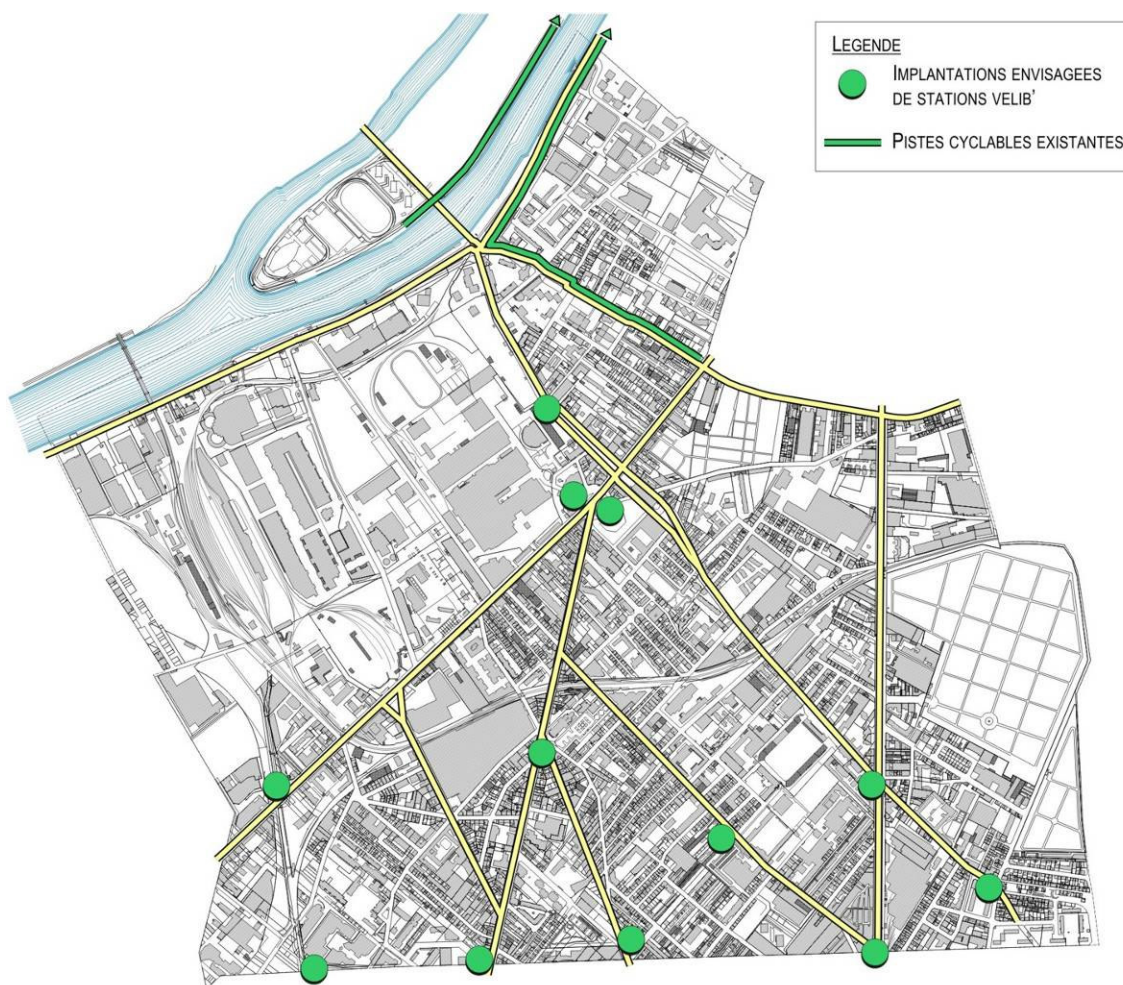 LEGENDE
IMPLANTATIONS ENVISAGEES
DE STATIONS VELIB'
PISTES CYCLABLES EXISTANTES